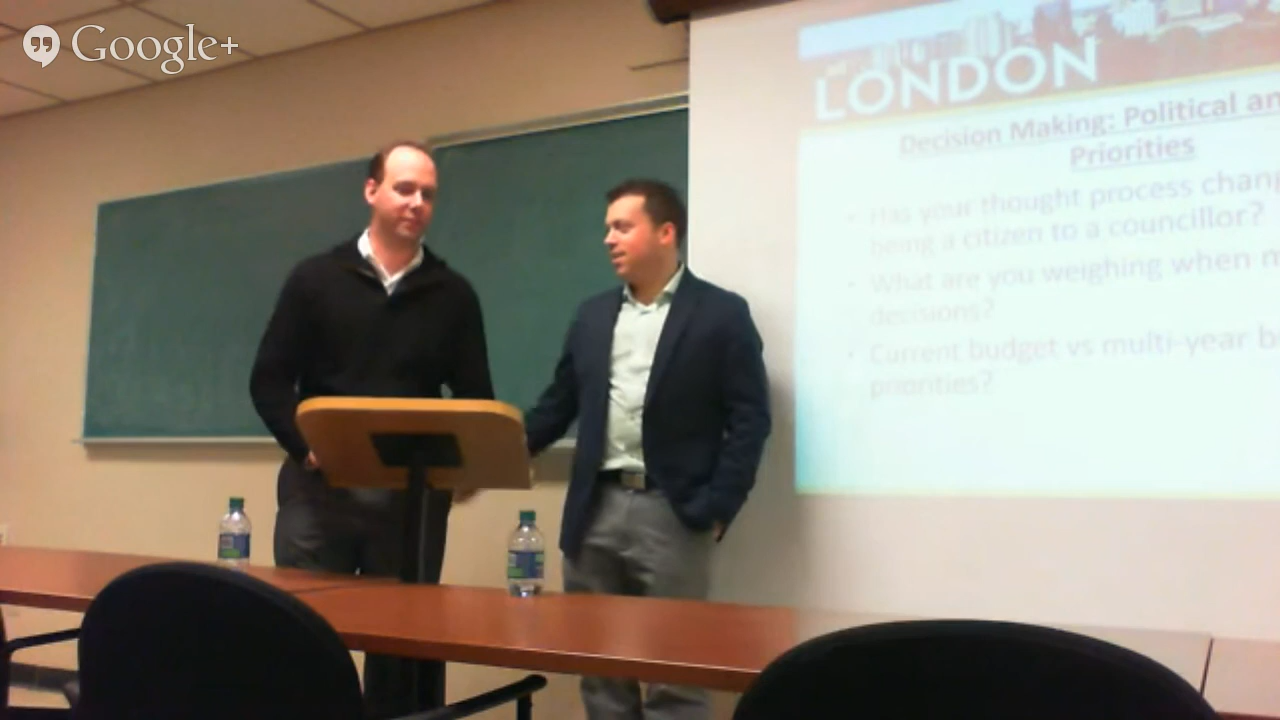 Google+
LONDON
Decision Making: Political an
Priorities
Has your thought process chang
being a citizen to a councillor?
What are you weighing when m
decisions?
Current budget vs multi-year b
priorities?